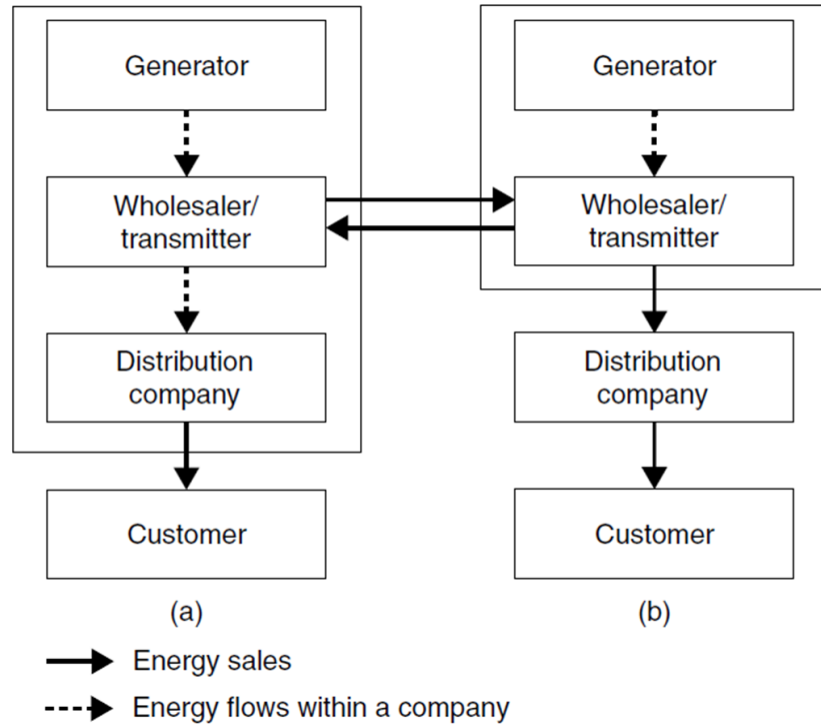 Generator
Wholesaler/
transmitter
Distribution
company
Customer
(a)
Generator
Wholesaler/
transmitter
Distribution
company
Customer
(b)
Energy sales
Energy flows within a company